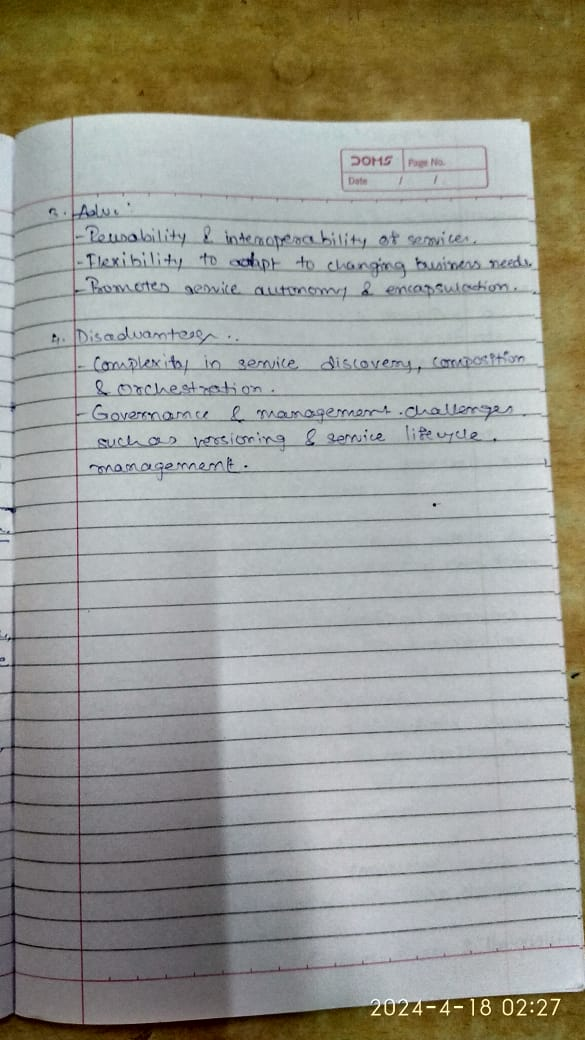 DOMS Page No.
Date / /
3. Adv:
- Reusability & interoperability of services.
- Flexibility to adapt to changing business needs.
- Promotes service autonomy & encapsulation.
4. Disadvantages:
- Complexity in service discovery, composition
& orchestration.
- Governance & management challenges
such as versioning & service lifecycle
management.
2024-4-18 02:27